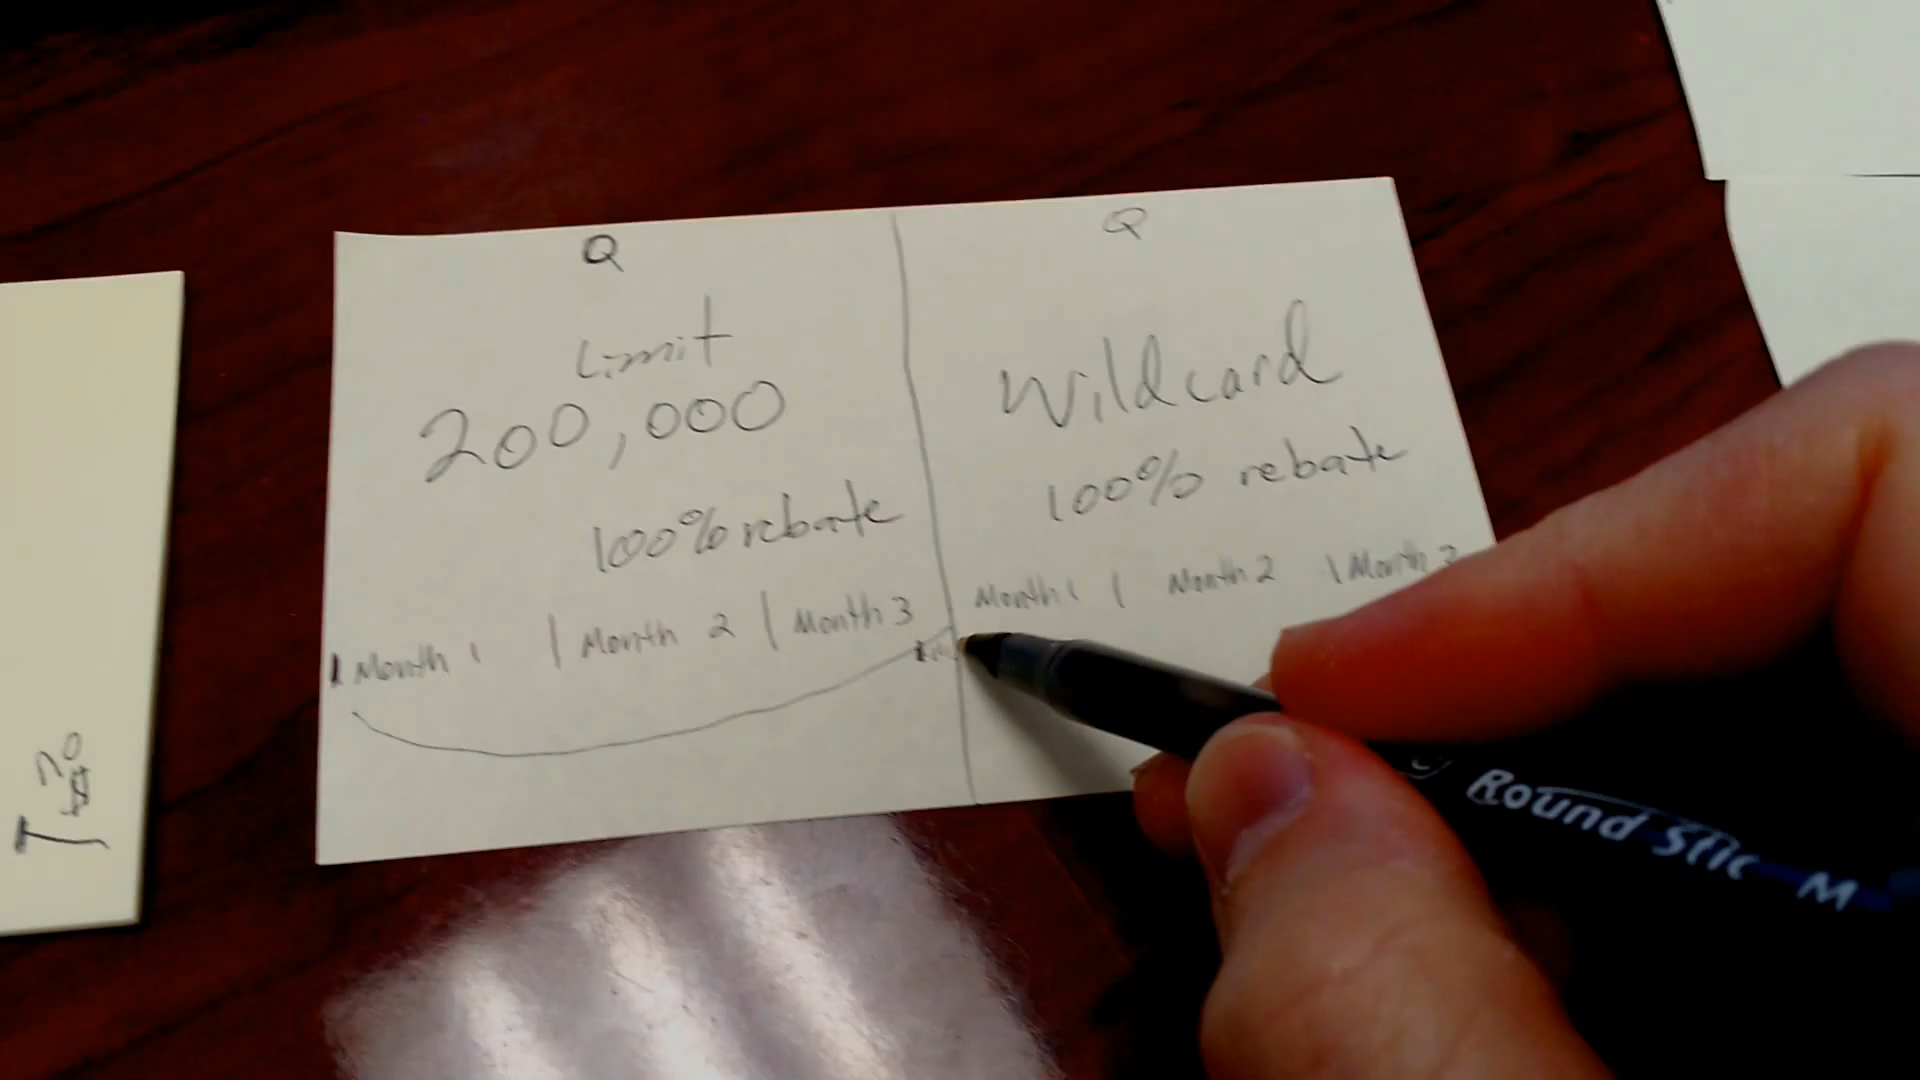 Q
Limit
200,000
100% rebate
Month 1 | Month 2 | Month 3
Q
Wildcard
100% rebate
Month 1 | Month 2 | Month 3
Round Stic M